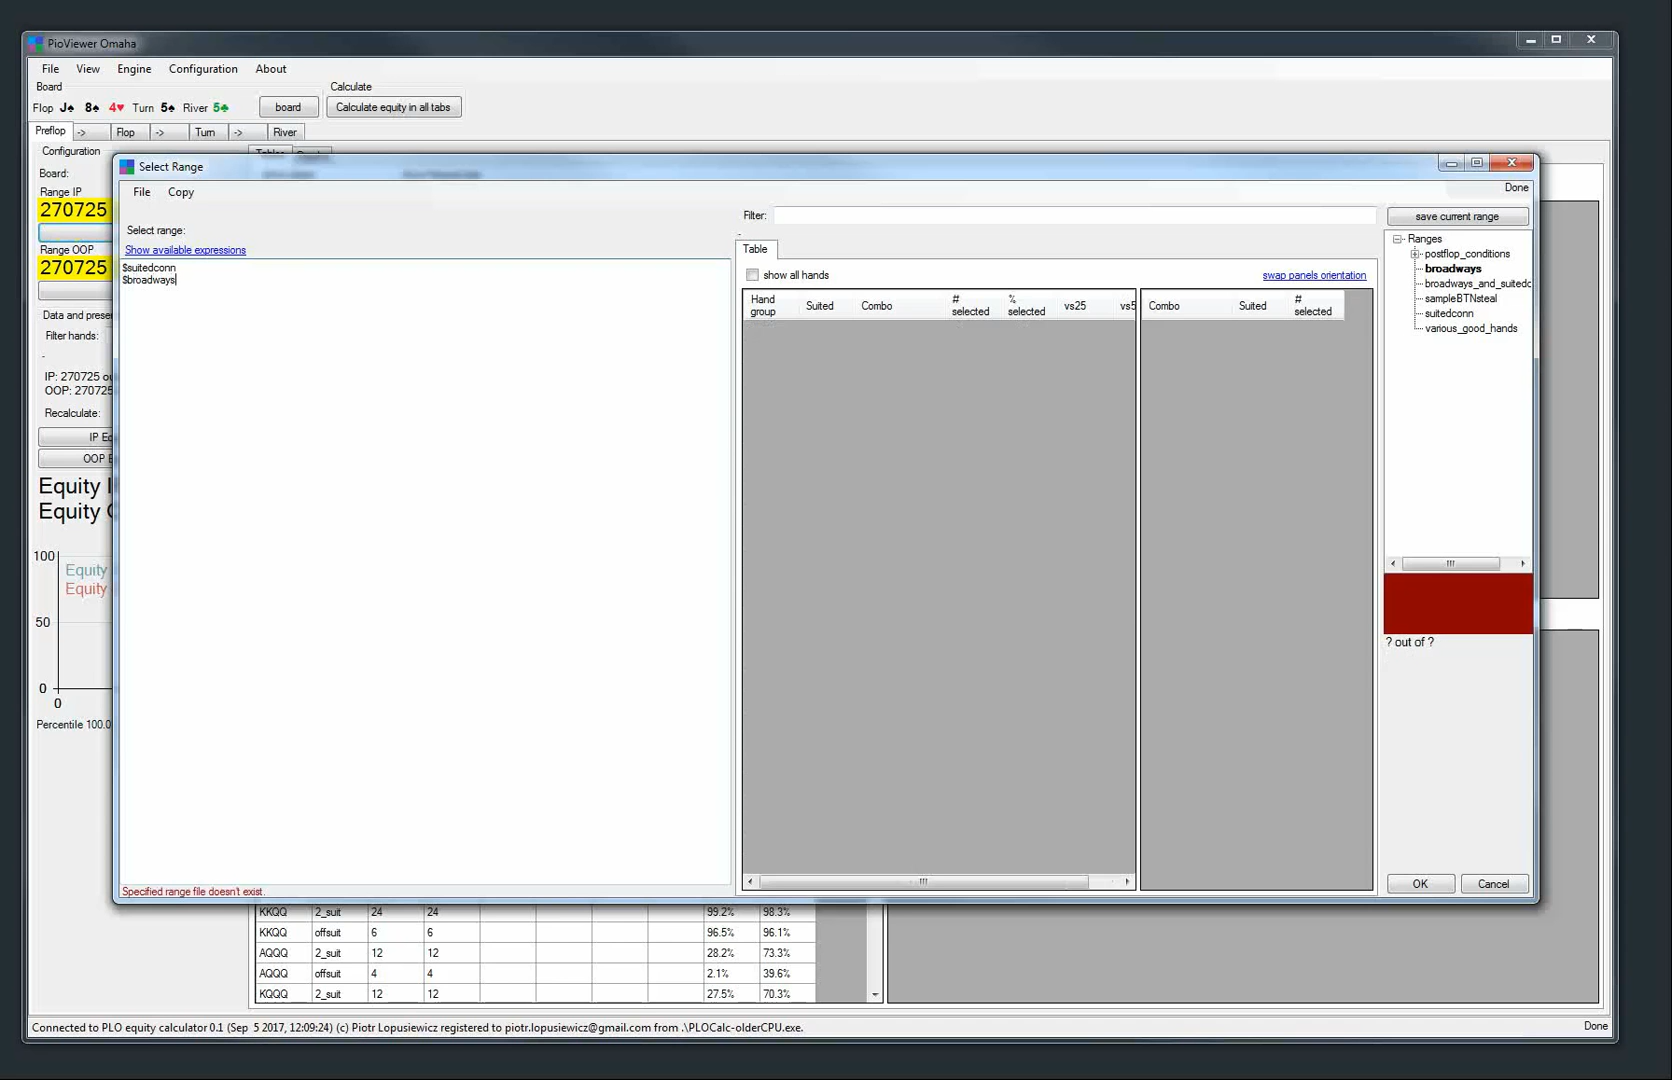 PioViewer Omaha
File View Engine Configuration About
Board
Calculate
Flop J♠ 8♠ 4♥ Turn 5♠ River 5♣ board Calculate equity in all tabs
Preflop -> Flop -> Turn -> River
Configuration
Board:
Range IP
270725
Range OOP
270725
Data and preser
Filter hands:
-
IP: 270725 ou
OOP: 270725
Recalculate:
IP Eq
OOP E
Equity I
Equity
100
Equity
Equity
50
0
0
Percentile 100.0
Select Range
File Copy
Done
Select range:
Show available expressions
$suitedconn
$broadways
Specified range file doesn't exist.
Filter:
-
Table
show all hands
swap panels orientation
Hand group Suited Combo # selected % selected vs25 vs5
Combo Suited # selected
save current range
Ranges
postflop_conditions
broadways
broadways_and_suitedc
sampleBTNsteal
suitedconn
various_good_hands
? out of ?
OK Cancel
KKQQ 2_suit 24 24 99.2% 98.3%
KKQQ offsuit 6 6 96.5% 96.1%
AQQQ 2_suit 12 12 28.2% 73.3%
AQQQ offsuit 4 4 2.1% 39.6%
KQQQ 2_suit 12 12 27.5% 70.3%
Connected to PLO equity calculator 0.1 (Sep 5 2017, 12:09:24) (c) Piotr Lopusiewicz registered to piotr.lopusiewicz@gmail.com from .\PLOCalc-olderCPU.exe.
Done